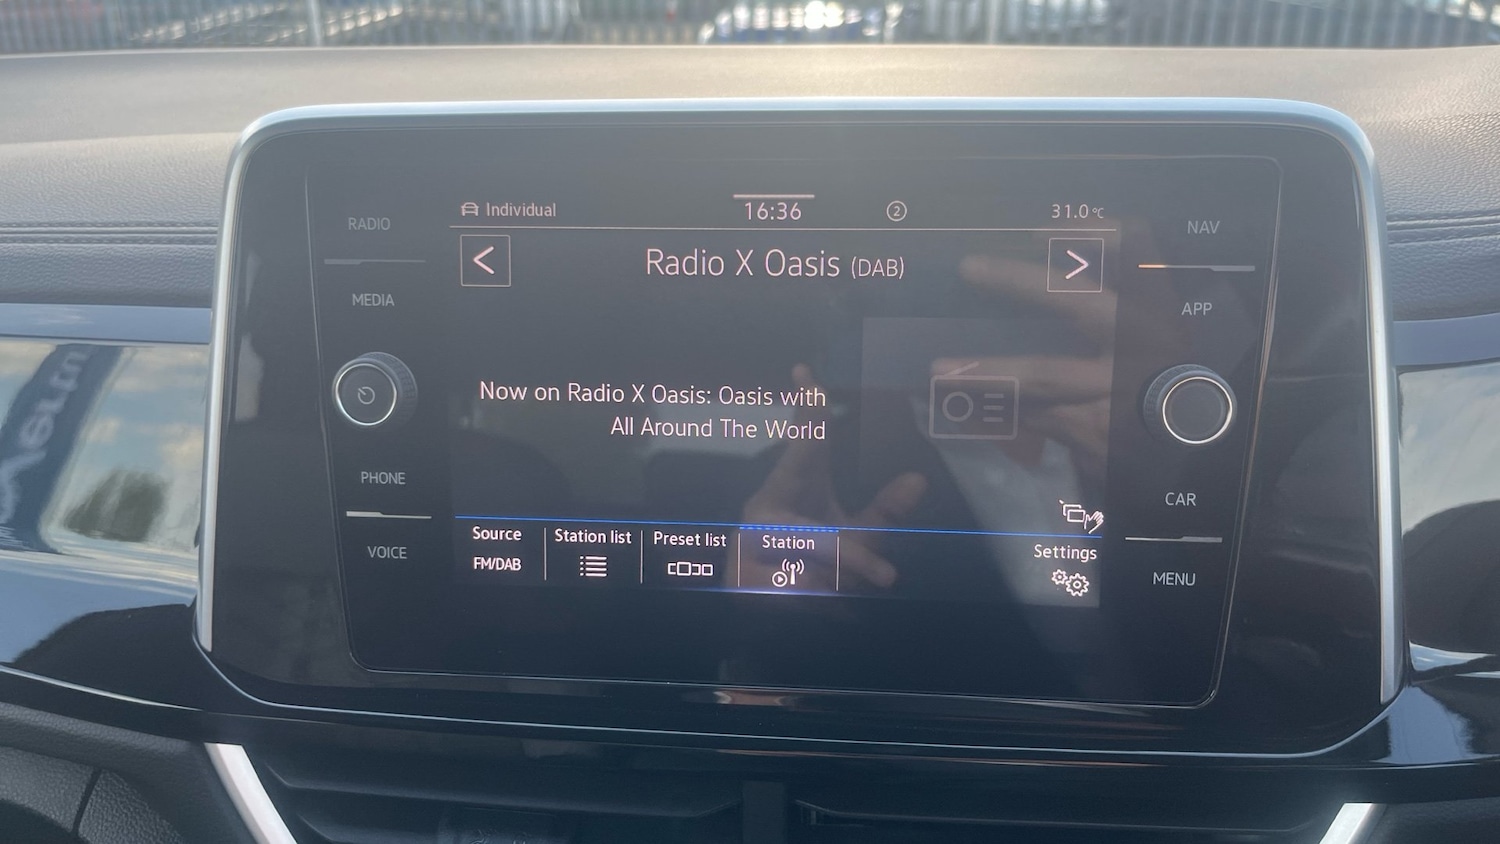 RADIO
MEDIA
PHONE
VOICE
Individual
16:36
2
31.0 °C
<
Radio X Oasis (DAB)
>
Now on Radio X Oasis: Oasis with
All Around The World
Source
FM/DAB
Station list
Preset list
Station
Settings
NAV
APP
CAR
MENU